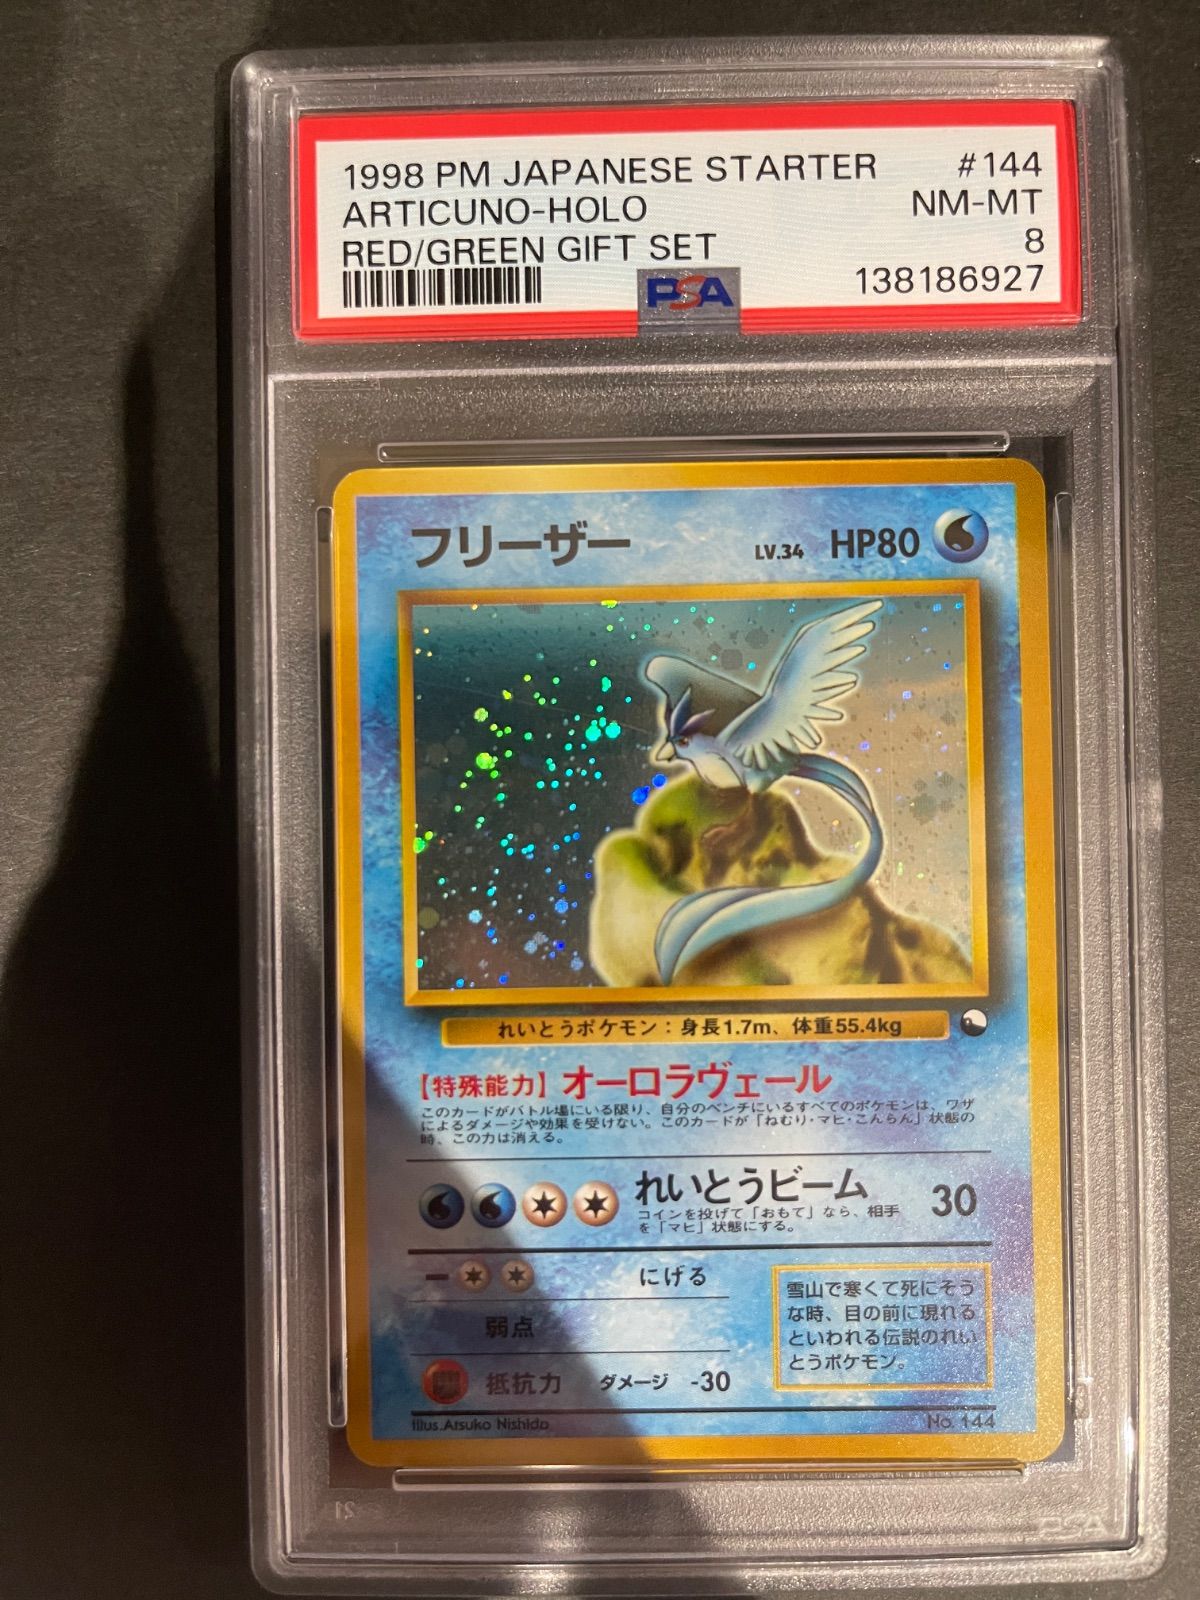 1998 PM JAPANESE STARTER #144
ARTICUNO-HOLO NM-MT
RED/GREEN GIFT SET 8
PSA 138186927
フリーザー LV.34 HP80
れいとうポケモン：身長1.7m、体重55.4kg
【特殊能力】オーロラヴェール
このカードがバトル場にいる限り、自分のベンチにいるすべてのポケモンは、ワザ
によるダメージや効果を受けない。このカードが「ねむり・マヒ・こんらん」状態の
時、この力は消える。
れいとうビーム 30
コインを投げて「おもて」なら、相手
を「マヒ」状態にする。
にげる
弱点
抵抗力 ダメージ -30
雪山で寒くて死にそう
な時、目の前に現れる
といわれる伝説のれい
とうポケモン。
Illus.Atsuko Nishida No. 144
PSA